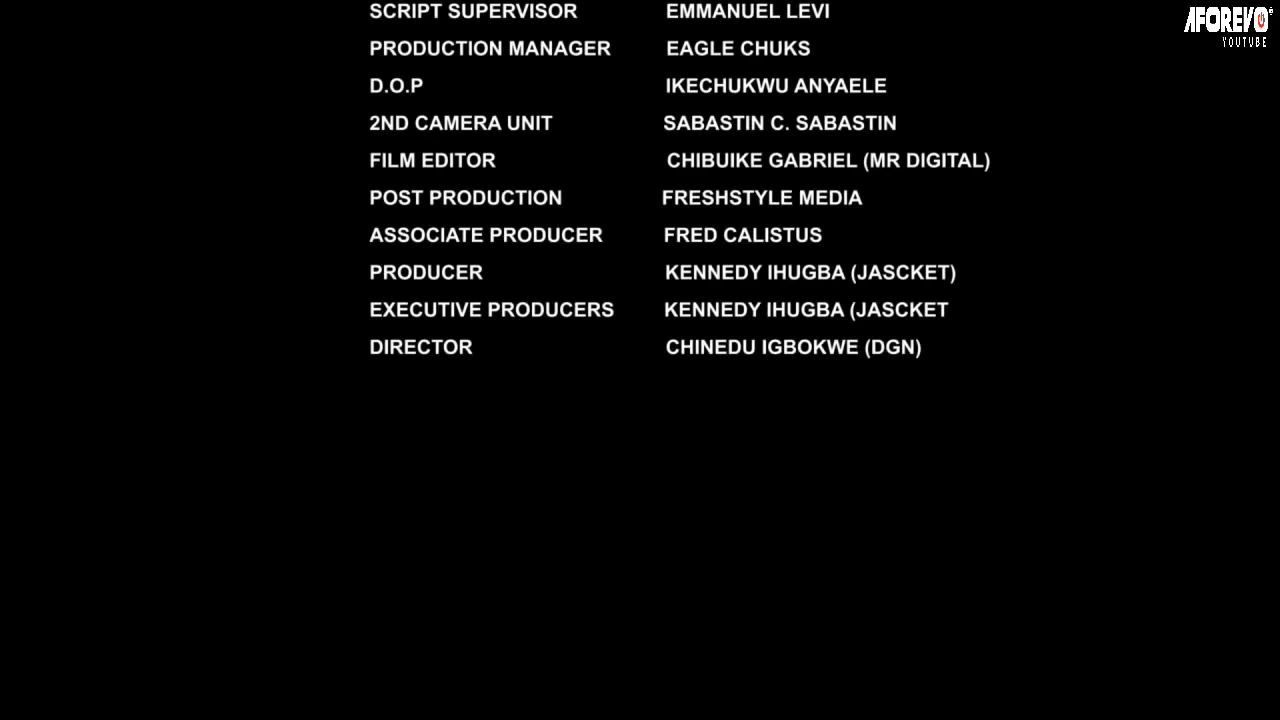 SCRIPT SUPERVISOR EMMANUEL LEVI
PRODUCTION MANAGER EAGLE CHUKS
D.O.P IKECHUKWU ANYAELE
2ND CAMERA UNIT SABASTIN C. SABASTIN
FILM EDITOR CHIBUIKE GABRIEL (MR DIGITAL)
POST PRODUCTION FRESHSTYLE MEDIA
ASSOCIATE PRODUCER FRED CALISTUS
PRODUCER KENNEDY IHUGBA (JASCKET)
EXECUTIVE PRODUCERS KENNEDY IHUGBA (JASCKET
DIRECTOR CHINEDU IGBOKWE (DGN)
AFOREVO
YOUTUBE